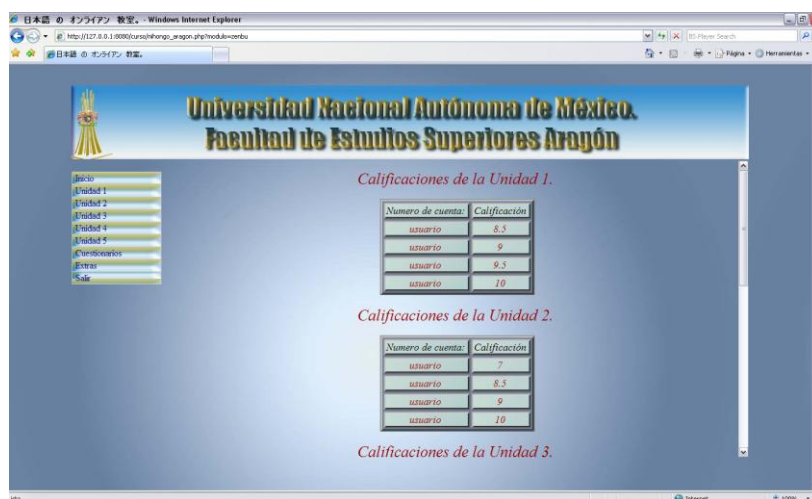 日本語 の オンライアン 教室。 - Windows Internet Explorer
http://127.0.0.1:8080/curso/nihongo_aragon.php?modulo=zenbu
Search
日本語 の オンライアン 教室。
Página
Herramientas
Universidad Nacional Autónoma de México.
Facultad de Estudios Superiores Aragón
Inicio
Unidad 1
Unidad 2
Unidad 3
Unidad 4
Unidad 5
Cuestionarios
Extras
Salir
Calificaciones de la Unidad 1.
Numero de cuenta: Calificación
usuario 8.5
usuario 9
usuario 9.5
usuario 10
Calificaciones de la Unidad 2.
Numero de cuenta: Calificación
usuario 7
usuario 8.5
usuario 9
usuario 10
Calificaciones de la Unidad 3.
Internet
100%